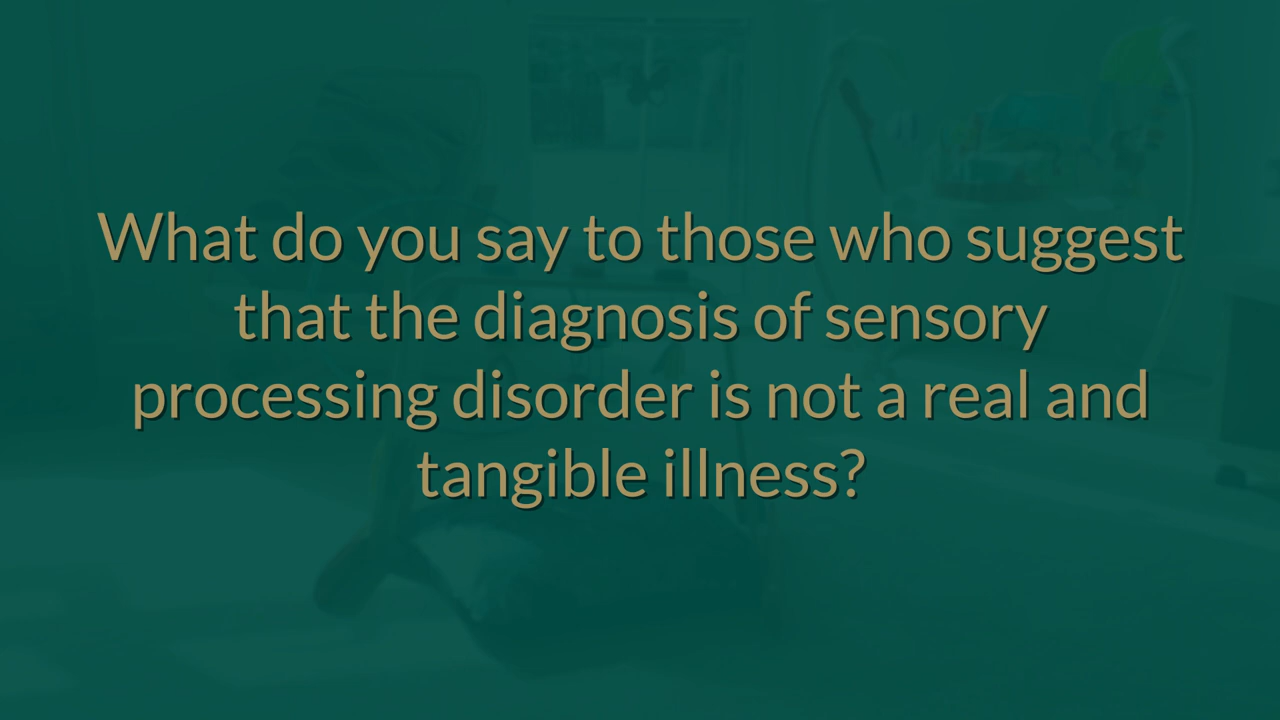 What do you say to those who suggest
that the diagnosis of sensory
processing disorder is not a real and
tangible illness?